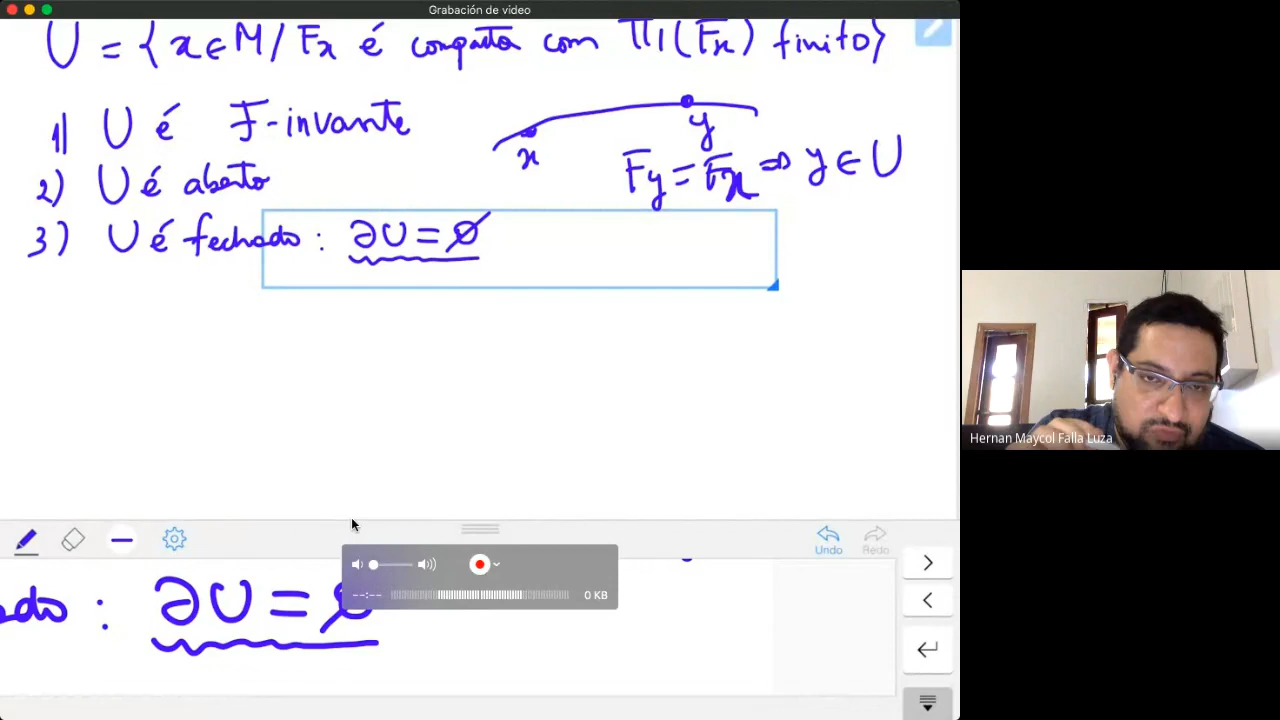 Grabación de video
U = {x ∈ M / Fx é compacta com π1(Fx) finito}
1) U é F-invante
x
y
Fy = Fx ⇒ y ∈ U
2) U é aberto
3) U é fechado : ∂U = ∅
Hernan Maycol Falla Luza
Undo
Redo
--:--
0 KB
ado : ∂U = ∅